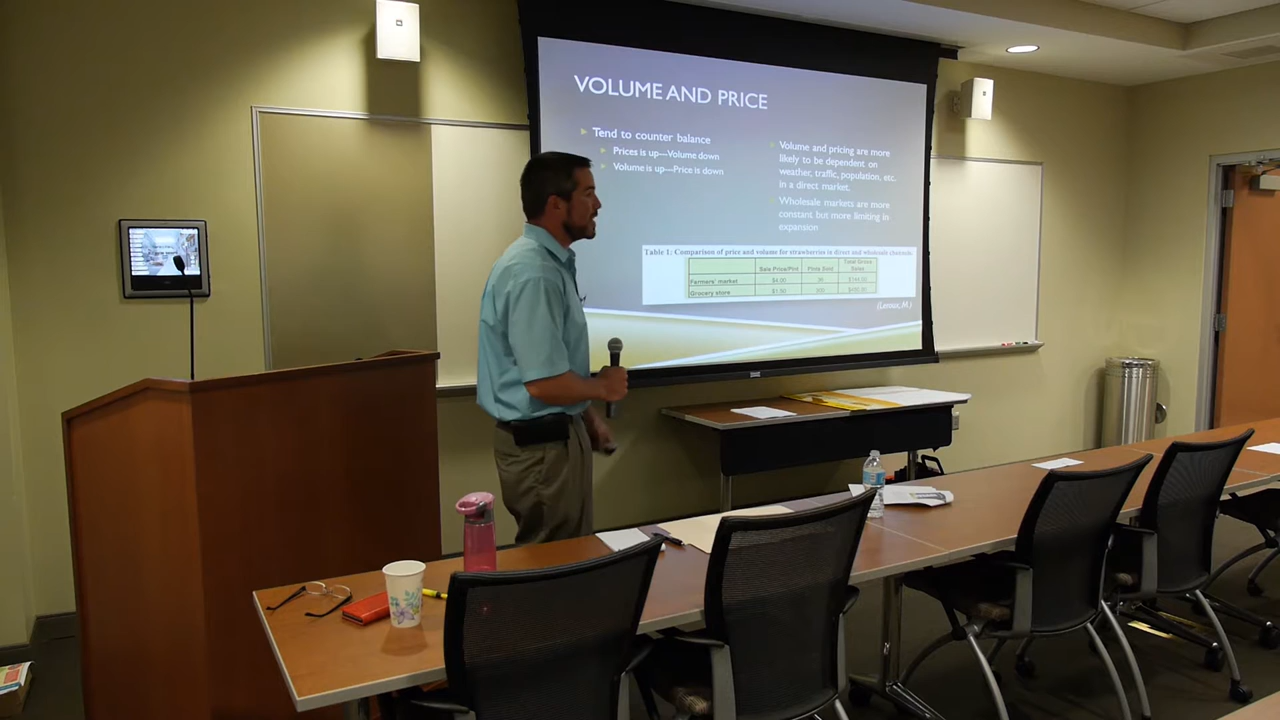 VOLUME AND PRICE
Tend to counter balance
Prices is up—Volume down
Volume is up—Price is down
Volume and pricing are more
likely to be dependent on
weather, traffic, population, etc.
in a direct market.
Wholesale markets are more
constant but more limiting in
expansion
Table 1: Comparison of price and volume for strawberries in direct and wholesale channels.
Sale Price/Pint Pints Sold Total Gross Sales
Farmers' market $4.00
Grocery store $1.50 300
(Leroux, M.)